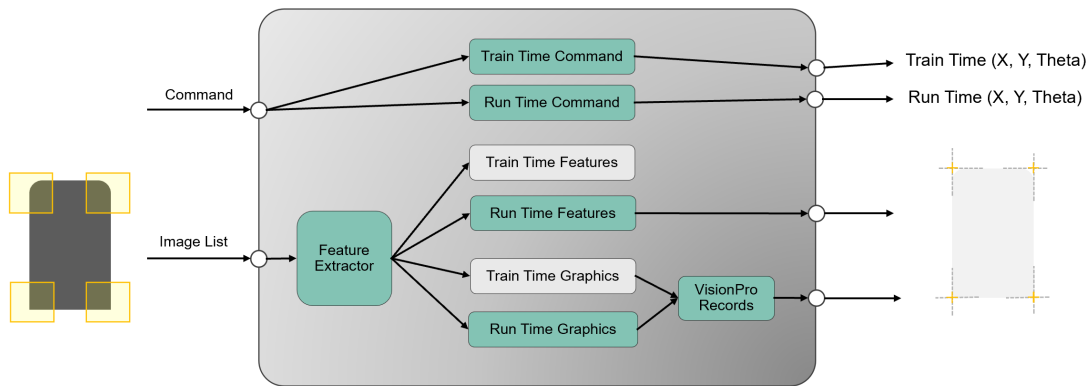 Train Time Command
Train Time (X, Y, Theta)
Command
Run Time Command
Run Time (X, Y, Theta)
Train Time Features
Run Time Features
Image List
Feature
Extractor
Train Time Graphics
VisionPro
Records
Run Time Graphics